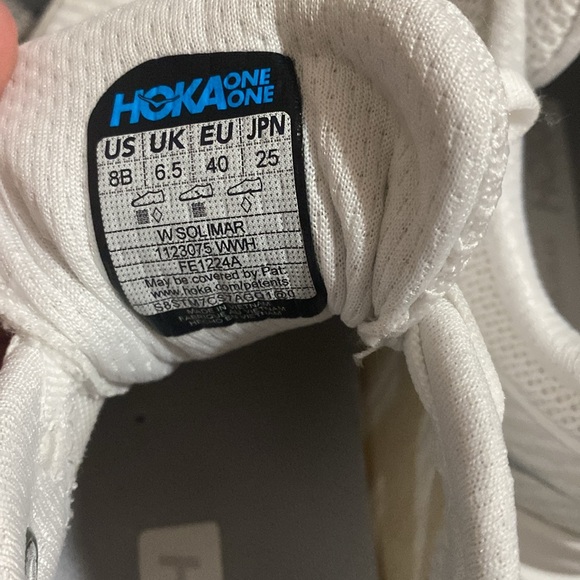 HOKA ONE ONE
US UK EU JPN
8B 6.5 40 25
W SOLIMAR
1123075 WWH
FE1224A
May be covered by Pat:
www.hoka.com/patents